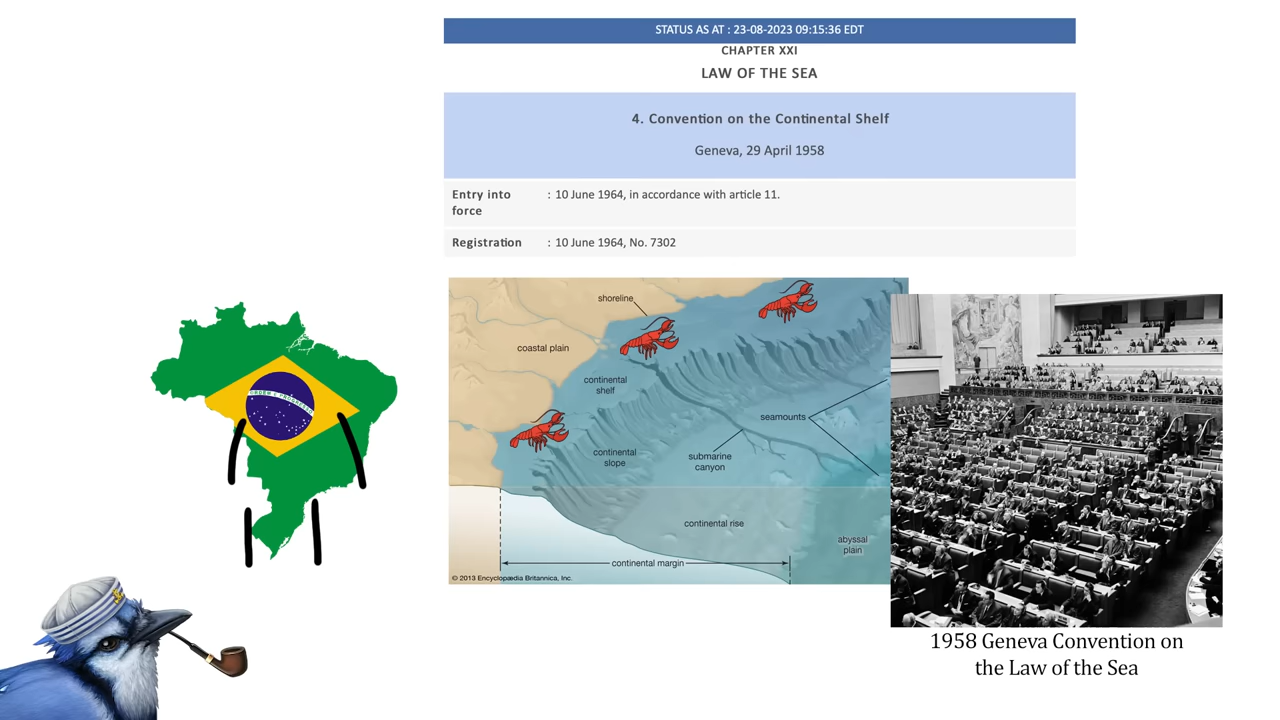 STATUS AS AT : 23-08-2023 09:15:36 EDT
CHAPTER XXI
LAW OF THE SEA
4. Convention on the Continental Shelf
Geneva, 29 April 1958
Entry into
force
: 10 June 1964, in accordance with article 11.
Registration : 10 June 1964, No. 7302
ORDEM E PROGRESSO
shoreline
coastal plain
continental
shelf
seamounts
continental
slope
submarine
canyon
continental rise
abyssal
plain
continental margin
© 2013 Encyclopædia Britannica, Inc.
1958 Geneva Convention on
the Law of the Sea